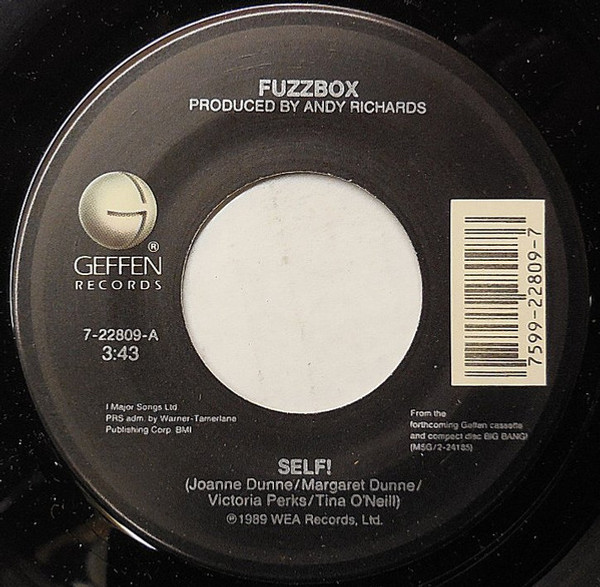 FUZZBOX
PRODUCED BY ANDY RICHARDS
G
®
GEFFEN
RECORDS
7-22809-A
3:43
7599-22809-7
I Major Songs Ltd
PRS adm. by Warner-Tamerlane
Publishing Corp. BMI
From the
forthcoming Geffen cassette
and compact disc BIG BANG!
(M5G/2-24185)
SELF!
(Joanne Dunne/Margaret Dunne/
Victoria Perks/Tina O'Neill)
℗1989 WEA Records, Ltd.